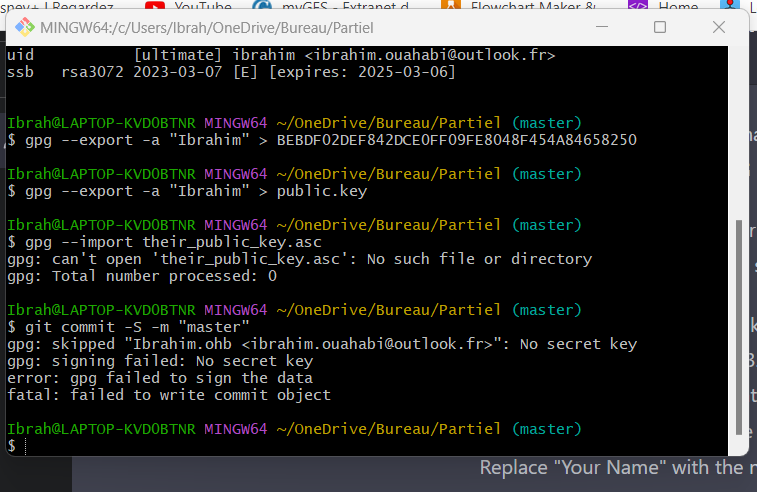 sney+ | Regardez
YouTube
myGES - Extranet d
Flowchart Maker &
Home
MINGW64:/c/Users/Ibrah/OneDrive/Bureau/Partiel
uid [ultimate] ibrahim <ibrahim.ouahabi@outlook.fr>
ssb rsa3072 2023-03-07 [E] [expires: 2025-03-06]
Ibrah@LAPTOP-KVD0BTNR MINGW64 ~/OneDrive/Bureau/Partiel (master)
$ gpg --export -a "Ibrahim" > BEBDF02DEF842DCE0FF09FE8048F454A84658250
Ibrah@LAPTOP-KVD0BTNR MINGW64 ~/OneDrive/Bureau/Partiel (master)
$ gpg --export -a "Ibrahim" > public.key
Ibrah@LAPTOP-KVD0BTNR MINGW64 ~/OneDrive/Bureau/Partiel (master)
$ gpg --import their_public_key.asc
gpg: can't open 'their_public_key.asc': No such file or directory
gpg: Total number processed: 0
Ibrah@LAPTOP-KVD0BTNR MINGW64 ~/OneDrive/Bureau/Partiel (master)
$ git commit -S -m "master"
gpg: skipped "Ibrahim.ohb <ibrahim.ouahabi@outlook.fr>": No secret key
gpg: signing failed: No secret key
error: gpg failed to sign the data
fatal: failed to write commit object
Ibrah@LAPTOP-KVD0BTNR MINGW64 ~/OneDrive/Bureau/Partiel (master)
$
Replace "Your Name" with the